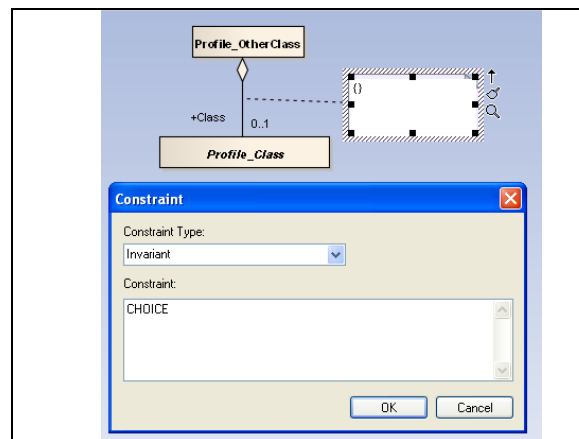 Profile_OtherClass
{}
+Class
0..1
Profile_Class
Constraint
Constraint Type:
Invariant
Constraint:
CHOICE
OK
Cancel